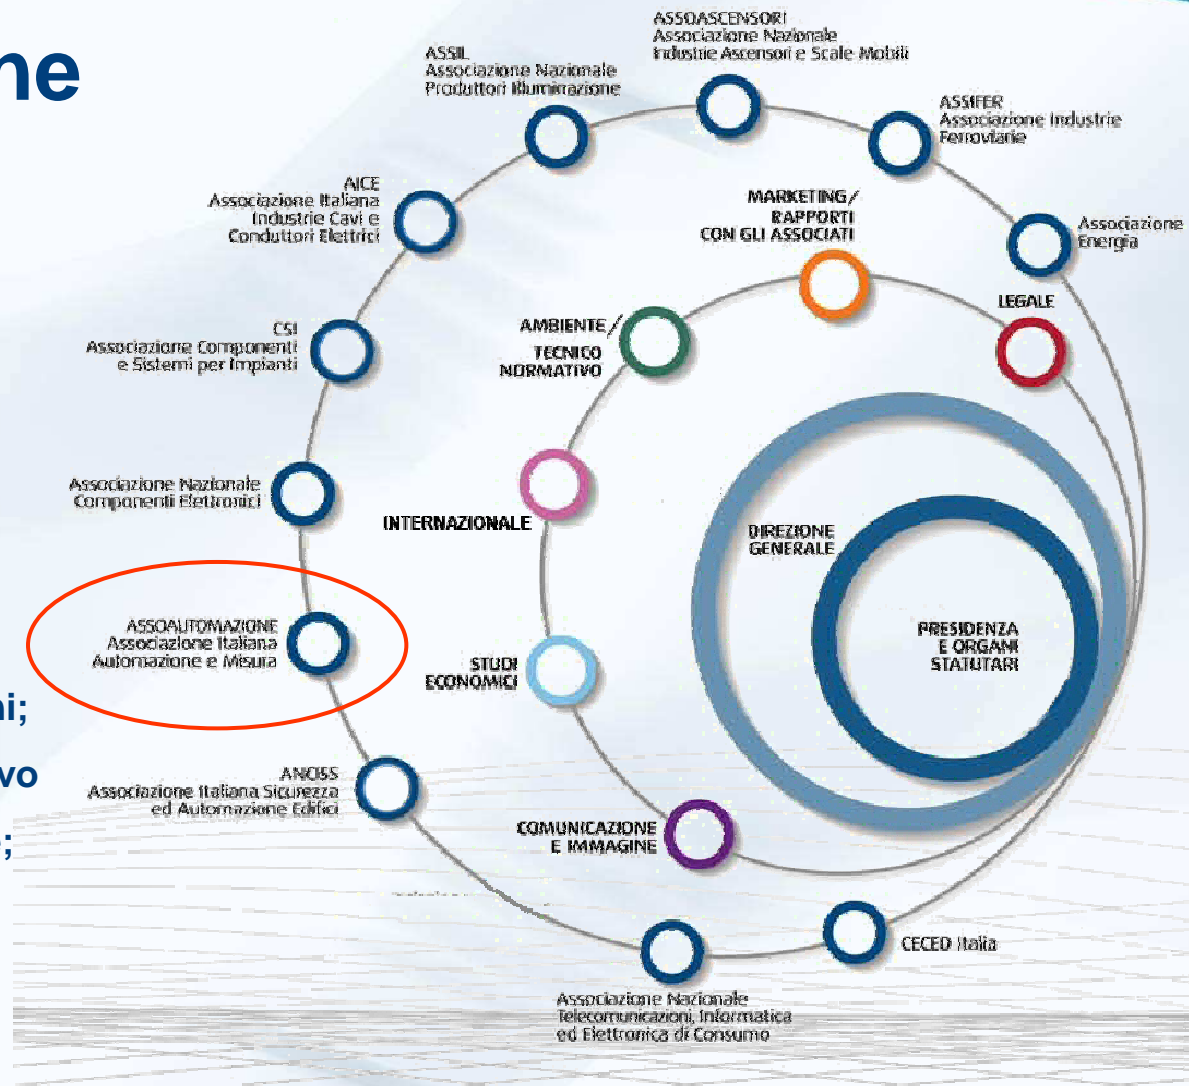 ne
ASSOASCENSORI
Associazione Nazionale
Industrie Ascensori e Scale Mobili
ASSIL
Associazione Nazionale
Produttori Illuminazione
ASSIFER
Associazione Industrie
Ferroviarie
AICE
Associazione Italiana
Industrie Cavi e
Conduttori Elettrici
MARKETING/
RAPPORTI
CON GLI ASSOCIATI
Associazione
Energia
LEGALE
AMBIENTE/
TECNICO
NORMATIVO
CSI
Associazione Componenti
e Sistemi per Impianti
Associazione Nazionale
Componenti Elettronici
INTERNAZIONALE
DIREZIONE
GENERALE
PRESIDENZA
E ORGANI
STATUTARI
ASSOAUTOMAZIONE
Associazione Italiana
Automazione e Misura
STUDI
ECONOMICI
ni;
vo
;
ANCISS
Associazione Italiana Sicurezza
ed Automazione Edifici
COMUNICAZIONE
E IMMAGINE
CECED Italia
Associazione Nazionale
Telecomunicazioni, Informatica
ed Elettronica di Consumo